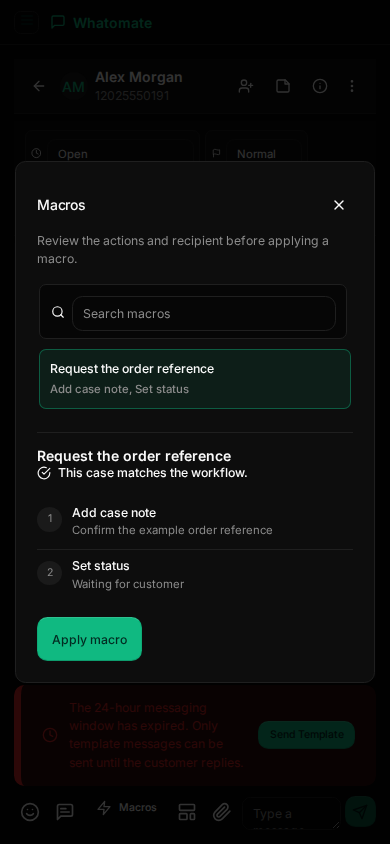 Whatomate
AM
Alex Morgan
12025550191
Open
Normal
Macros
Review the actions and recipient before applying a
macro.
Search macros
Request the order reference
Add case note, Set status
Request the order reference
This case matches the workflow.
1
Add case note
Confirm the example order reference
2
Set status
Waiting for customer
Apply macro
The 24-hour messaging
window has expired. Only
template messages can be
sent until the customer replies.
Send Template
Macros
Type a